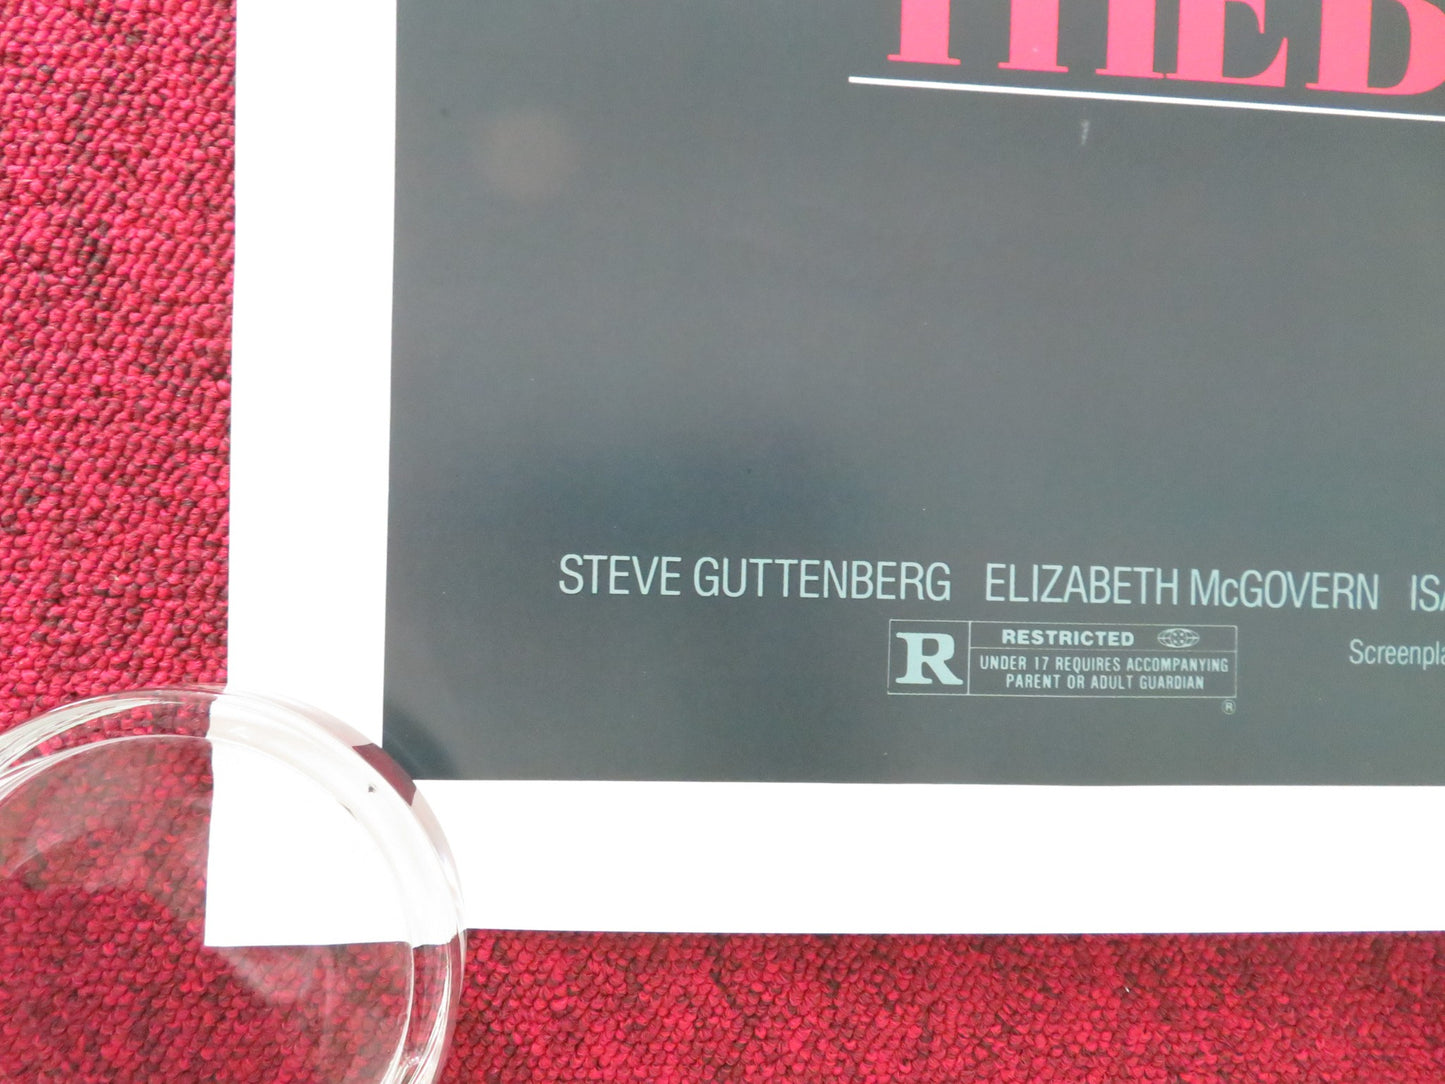 THE
STEVE GUTTENBERG ELIZABETH McGOVERN
R RESTRICTED
UNDER 17 REQUIRES ACCOMPANYING
PARENT OR ADULT GUARDIAN
®